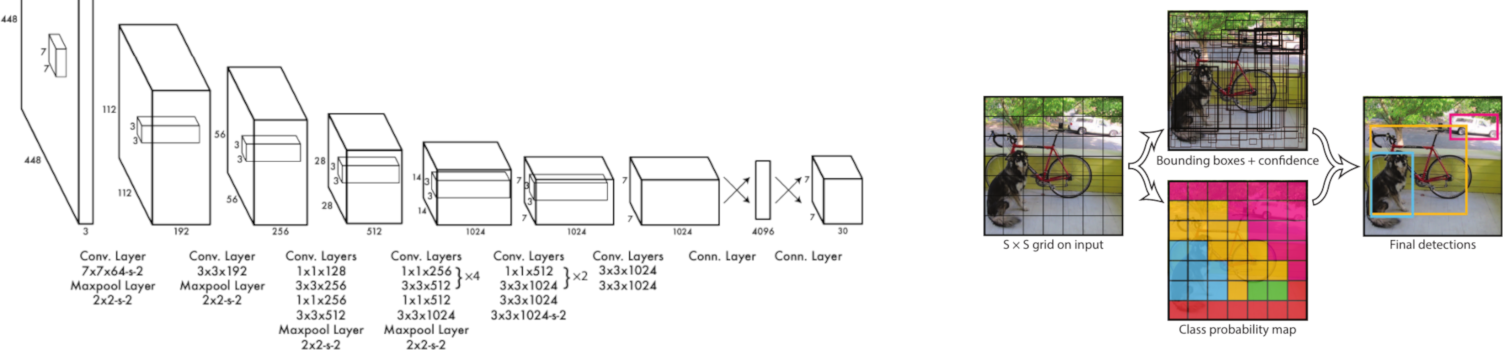 448
7
7
448
3
112
3
3
112
192
56
3
3
56
256
28
3
3
28
512
14
3
3
14
1024
7
3
3
7
1024
7
7
1024
4096
7
7
30
Conv. Layer
7x7x64-s-2
Maxpool Layer
2x2-s-2
Conv. Layer
3x3x192
Maxpool Layer
2x2-s-2
Conv. Layers
1x1x128
3x3x256
1x1x256
3x3x512
Maxpool Layer
2x2-s-2
Conv. Layers
1x1x256
3x3x512
}×4
1x1x512
3x3x1024
Maxpool Layer
2x2-s-2
Conv. Layers
1x1x512
3x3x1024
}×2
3x3x1024
3x3x1024-s-2
Conv. Layers
3x3x1024
3x3x1024
Conn. Layer
Conn. Layer
S × S grid on input
Bounding boxes + confidence
Class probability map
Final detections